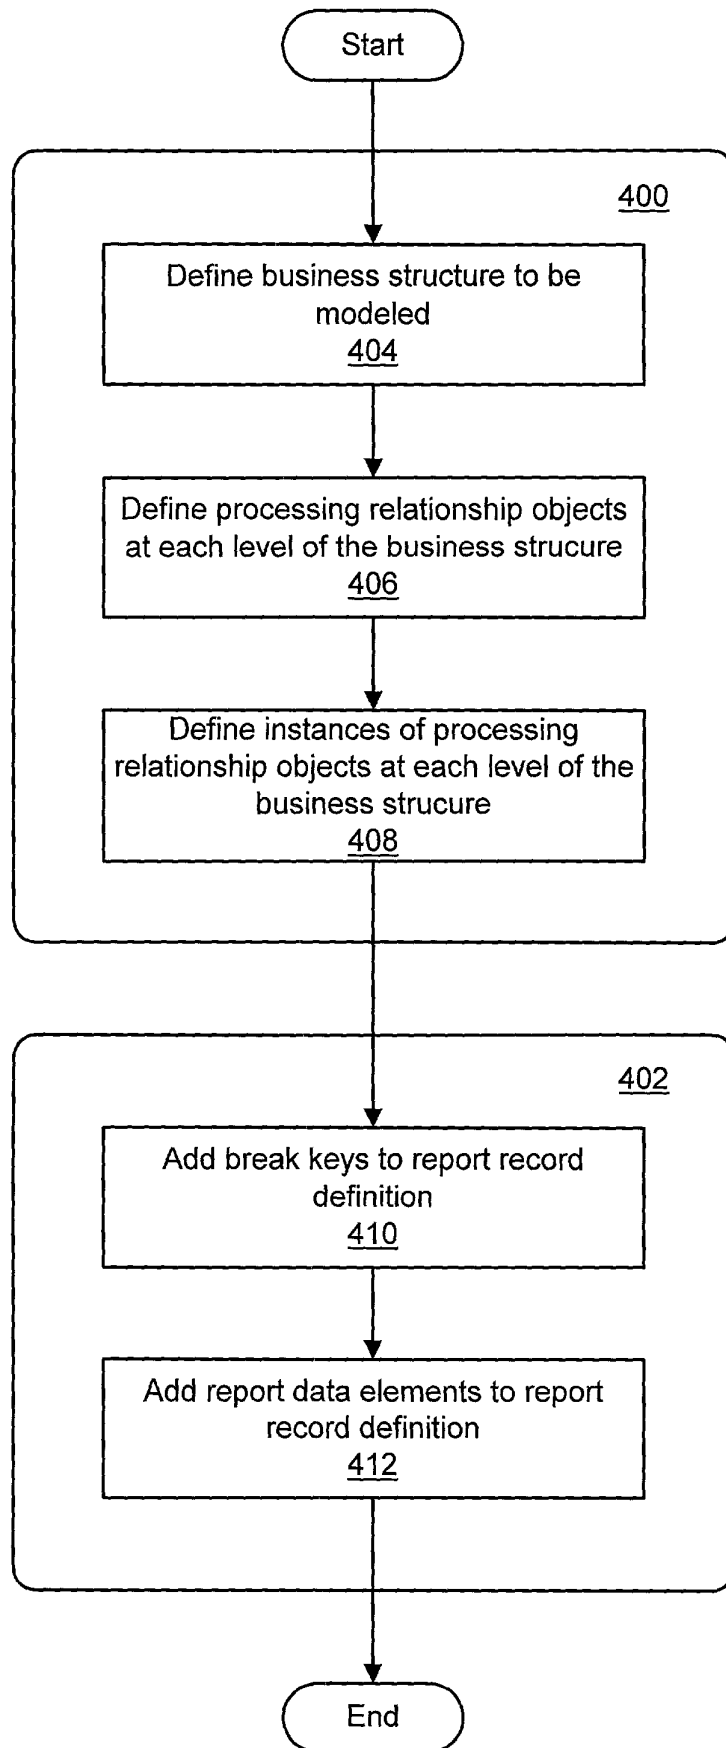 Start
400
Define business structure to be
modeled
404
Define processing relationship objects
at each level of the business strucure
406
Define instances of processing
relationship objects at each level of the
business strucure
408
402
Add break keys to report record
definition
410
Add report data elements to report
record definition
412
End